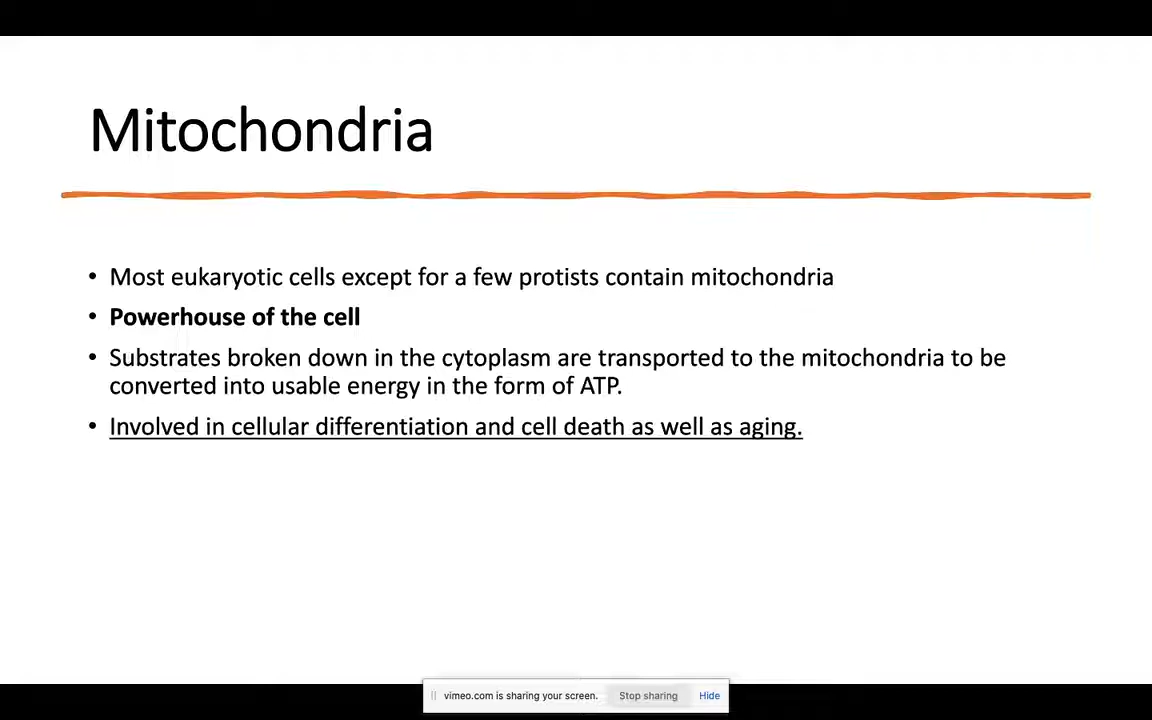 Mitochondria
• Most eukaryotic cells except for a few protists contain mitochondria
• Powerhouse of the cell
• Substrates broken down in the cytoplasm are transported to the mitochondria to be
converted into usable energy in the form of ATP.
• Involved in cellular differentiation and cell death as well as aging.
vimeo.com is sharing your screen. Stop sharing Hide